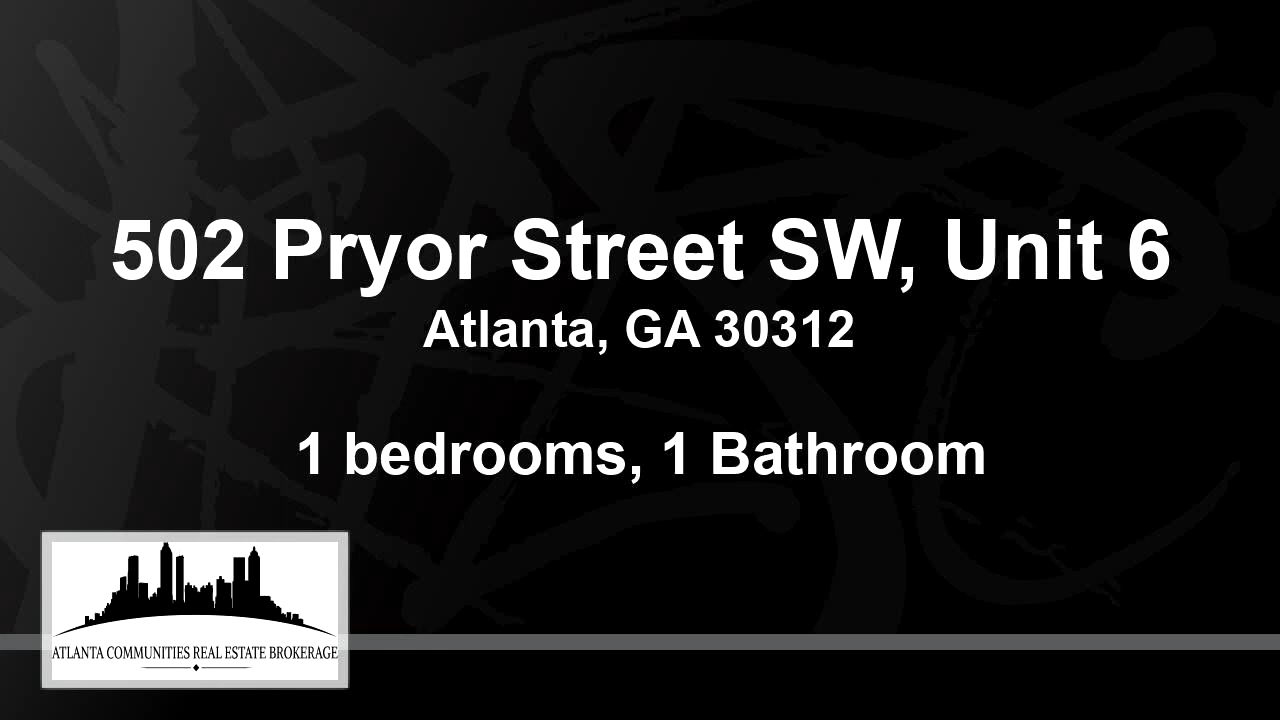 502 Pryor Street SW, Unit 6
Atlanta, GA 30312
1 bedrooms, 1 Bathroom
ATLANTA COMMUNITIES REAL ESTATE BROKERAGE